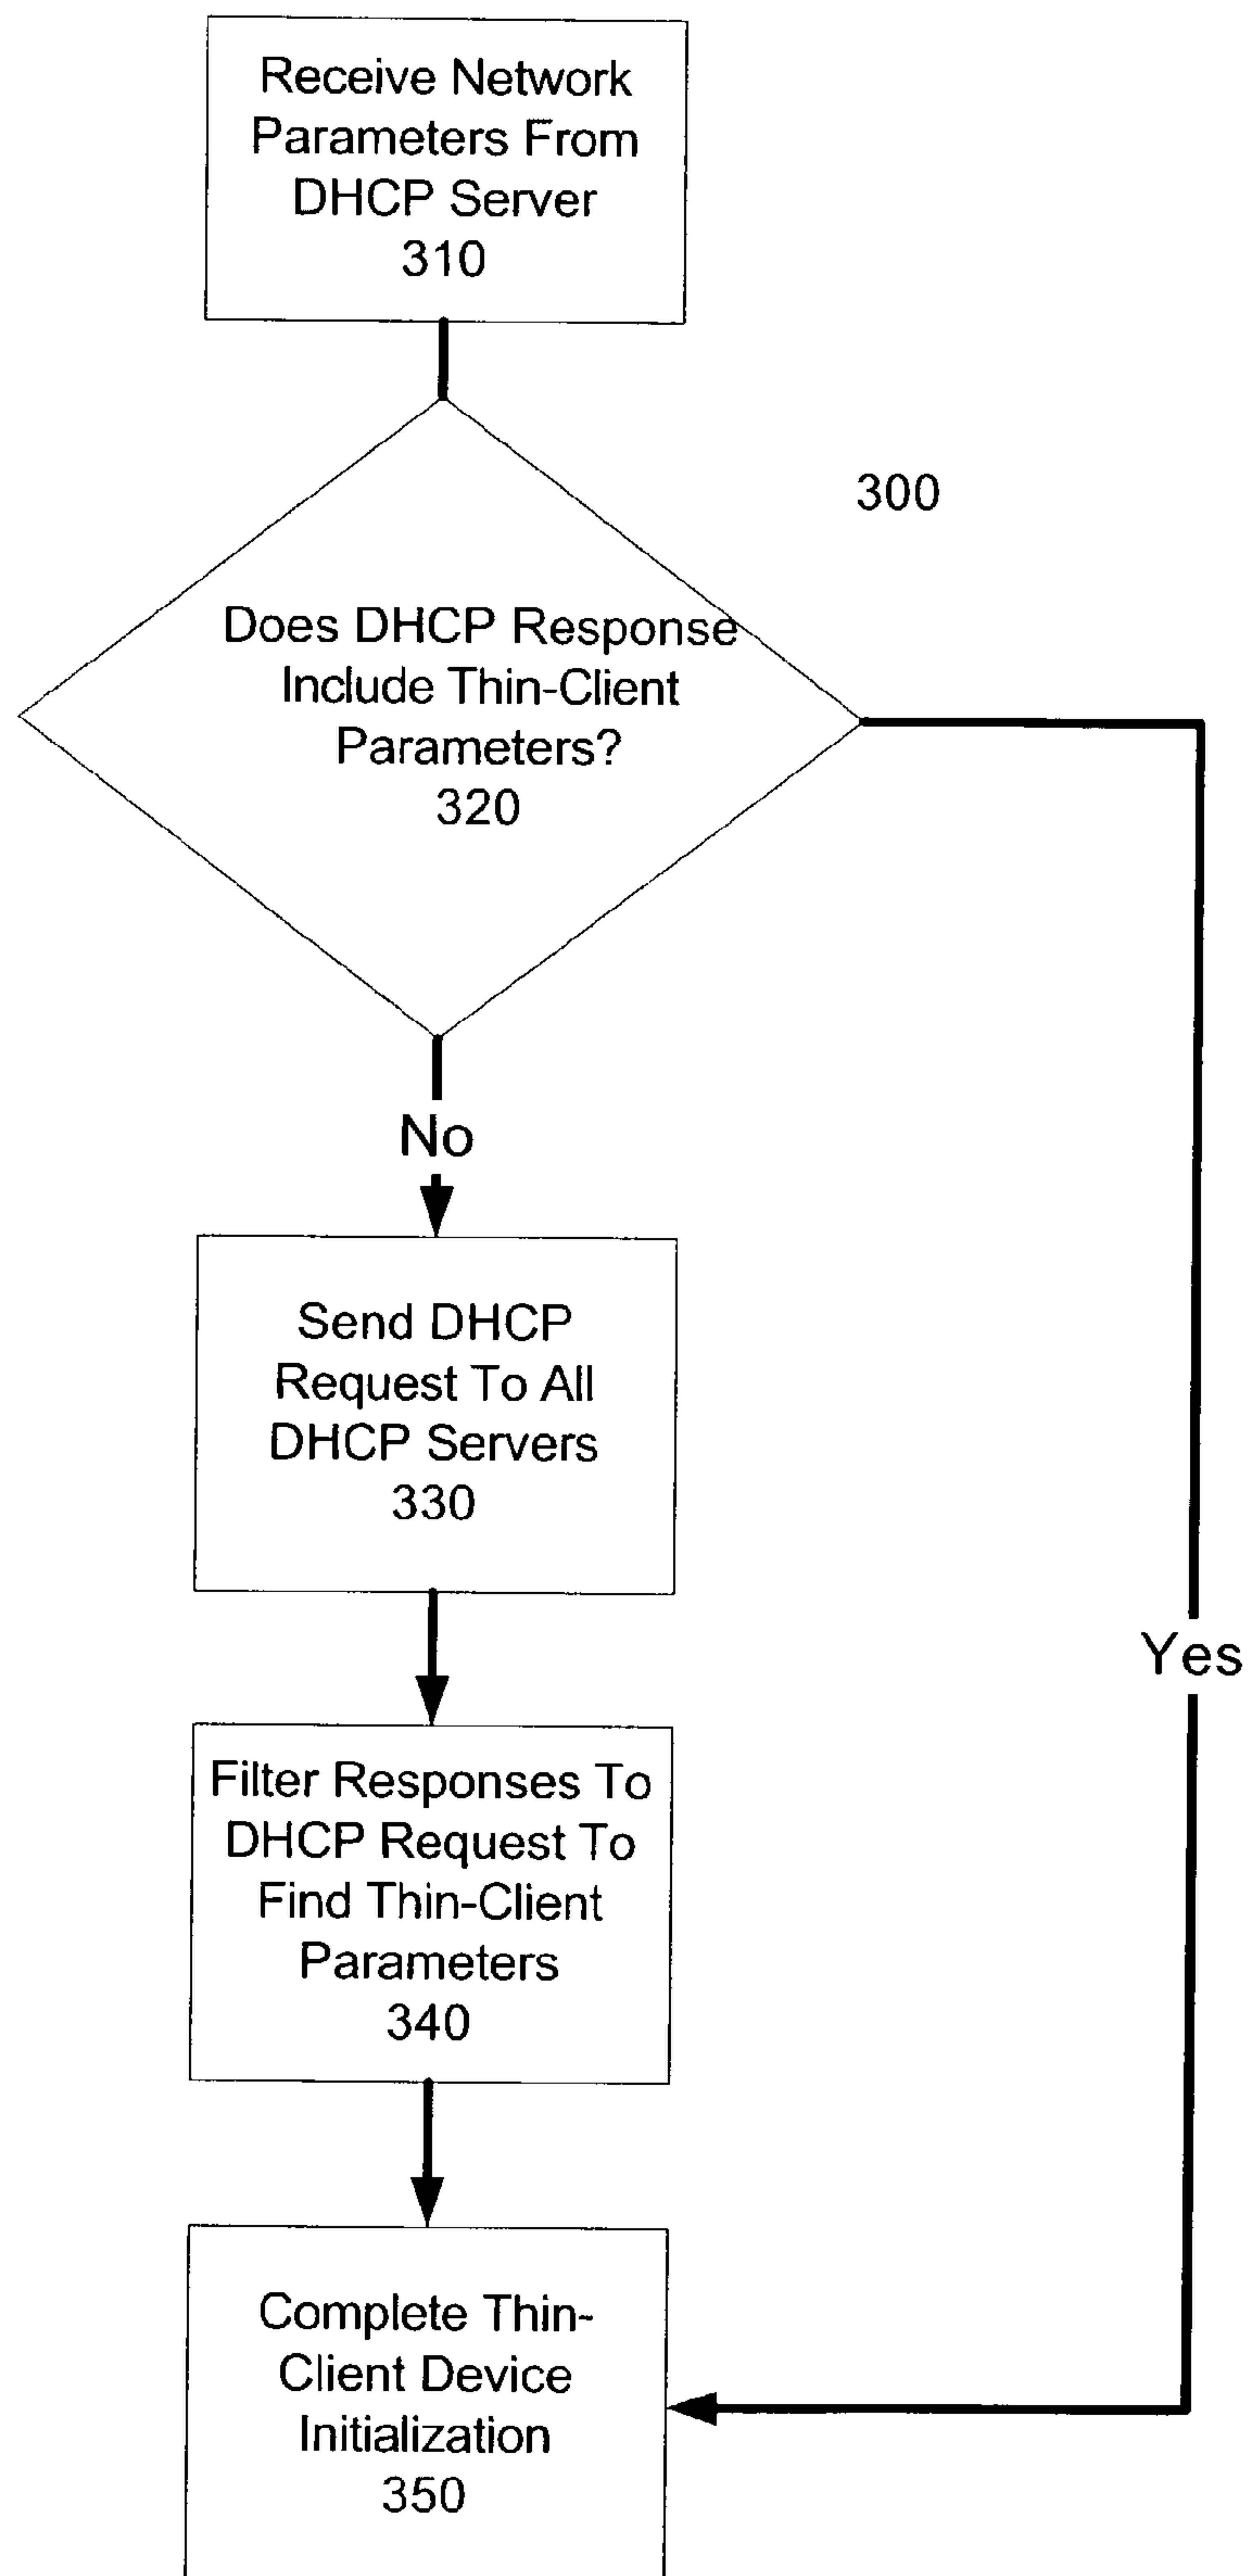 Receive Network
Parameters From
DHCP Server
310
300
Does DHCP Response
Include Thin-Client
Parameters?
320
No
Send DHCP
Request To All
DHCP Servers
330
Yes
Filter Responses To
DHCP Request To
Find Thin-Client
Parameters
340
Complete Thin-
Client Device
Initialization
350